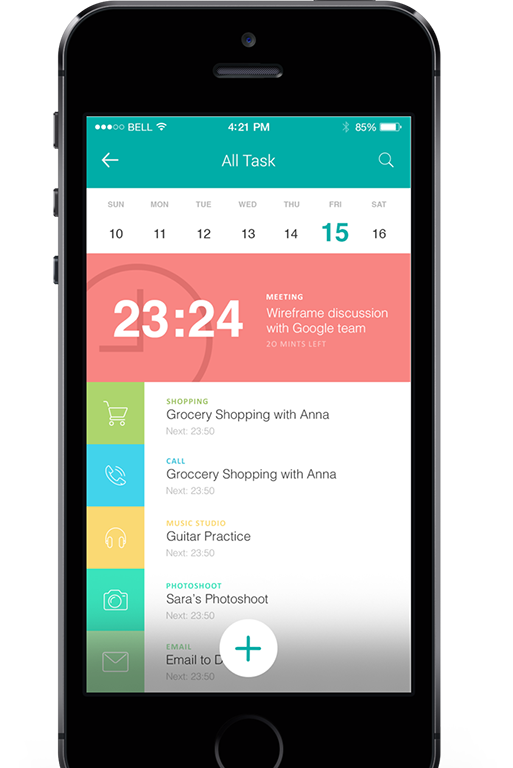 BELL 4:21 PM 85%
All Task
SUN MON TUE WED THU FRI SAT
10 11 12 13 14 15 16
MEETING
23:24
Wireframe discussion
with Google team
20 MINTS LEFT
SHOPPING
Grocery Shopping with Anna
Next: 23:50
CALL
Groccery Shopping with Anna
Next: 23:50
MUSIC STUDIO
Guitar Practice
Next: 23:50
PHOTOSHOOT
Sara's Photoshoot
Next: 23:50
EMAIL
Email to
Next: 23:50